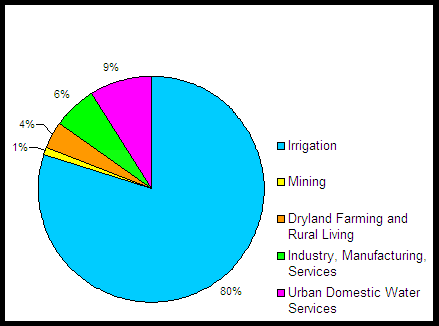 9%
6%
4%
1%
80%
Irrigation
Mining
Dryland Farming and
Rural Living
Industry, Manufacturing,
Services
Urban Domestic Water
Services